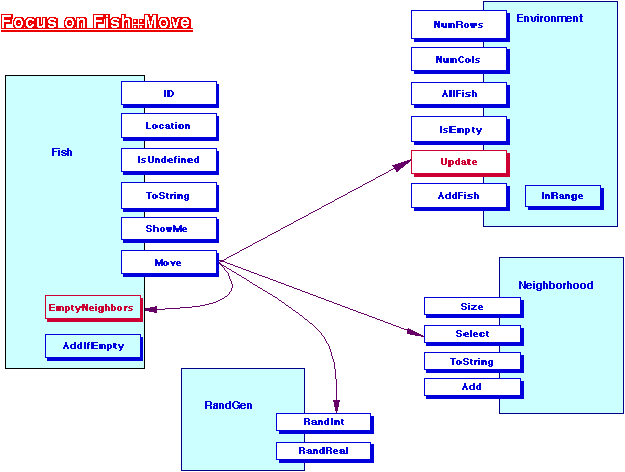 Focus on Fish::Move
Environment
NumRows
NumCols
AllFish
IsEmpty
Update
AddFish
InRange
Fish
ID
Location
IsUndefined
ToString
ShowMe
Move
EmptyNeighbors
AddIfEmpty
Neighborhood
Size
Select
ToString
Add
RandGen
RandInt
RandReal